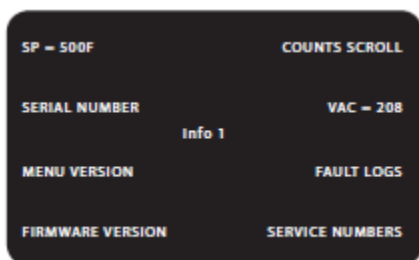 SP = 500F COUNTS SCROLL
SERIAL NUMBER VAC = 208
Info 1
MENU VERSION FAULT LOGS
FIRMWARE VERSION SERVICE NUMBERS